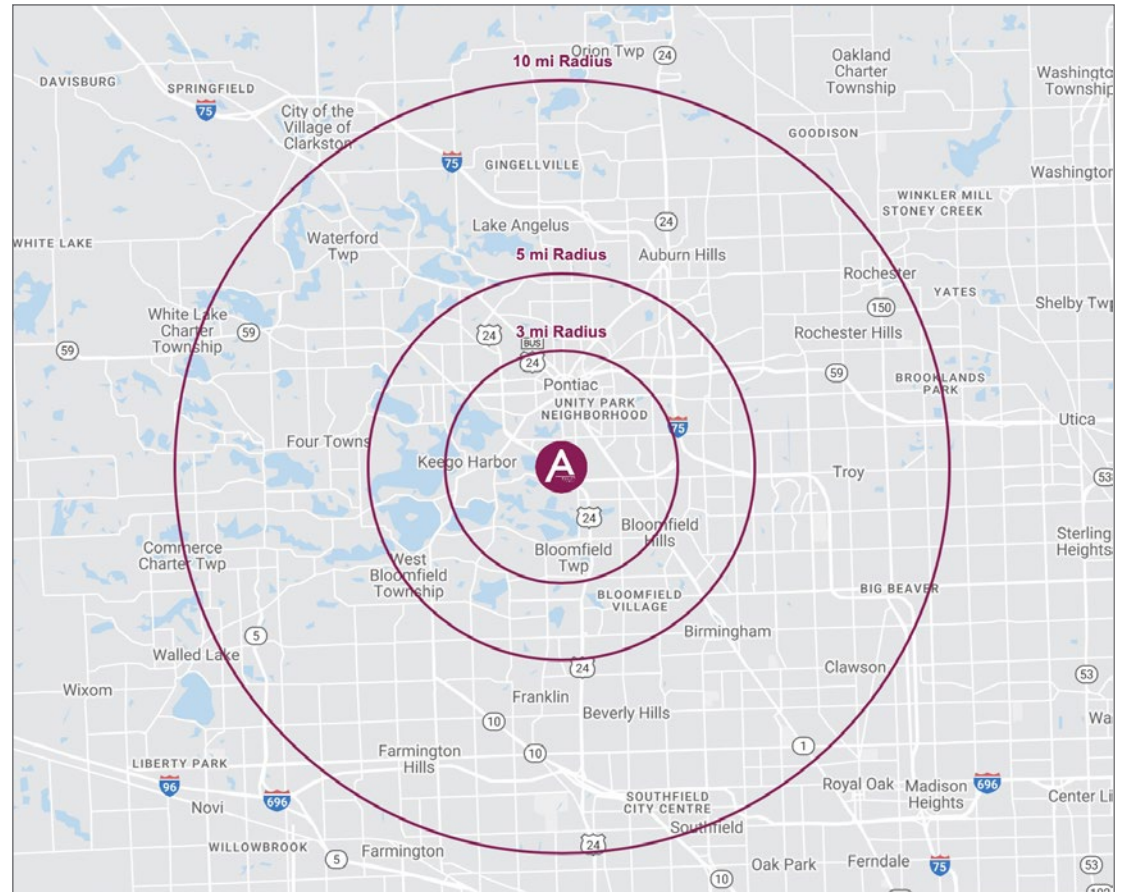 Orion Twp
24
10 mi Radius
Oakland
Charter
Township
DAVISBURG
SPRINGFIELD
75
City of the
Village of
Clarkston
GOODISON
75
GINGELLVILLE
Washington
WINKLER MILL
STONEY CREEK
24
Lake Angelus
WHITE LAKE
Waterford
Twp
5 mi Radius
Auburn Hills
Rochester
YATES
150
White Lake
Charter
Township
59
3 mi Radius
24
BUS
24
Rochester Hills
59
59
Pontiac
UNITY PARK
NEIGHBORHOOD
BROOKLANDS
PARK
75
Utica
Four Towns
Keego Harbor
A
Troy
53
24
Bloomfield
Hills
Sterling
Heights
Commerce
Charter Twp
West
Bloomfield
Township
Bloomfield
Twp
BLOOMFIELD
VILLAGE
BIG BEAVER
5
Birmingham
Walled Lake
24
Clawson
53
Wixom
Franklin
Beverly Hills
10
10
1
Farmington
Hills
LIBERTY PARK
96
Novi
696
SOUTHFIELD
CITY CENTRE
Royal Oak
Madison
Heights
696
Southfield
WILLOWBROOK
5
Farmington
24
10
Oak Park
Ferndale
75
53